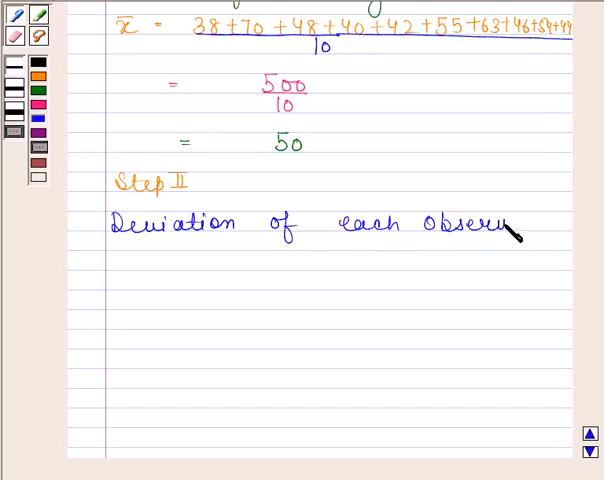 x̄ = 38+70+48+40+42+55+63+46+54+44
10
= 500
10
= 50
Step II
Deviation of each observ